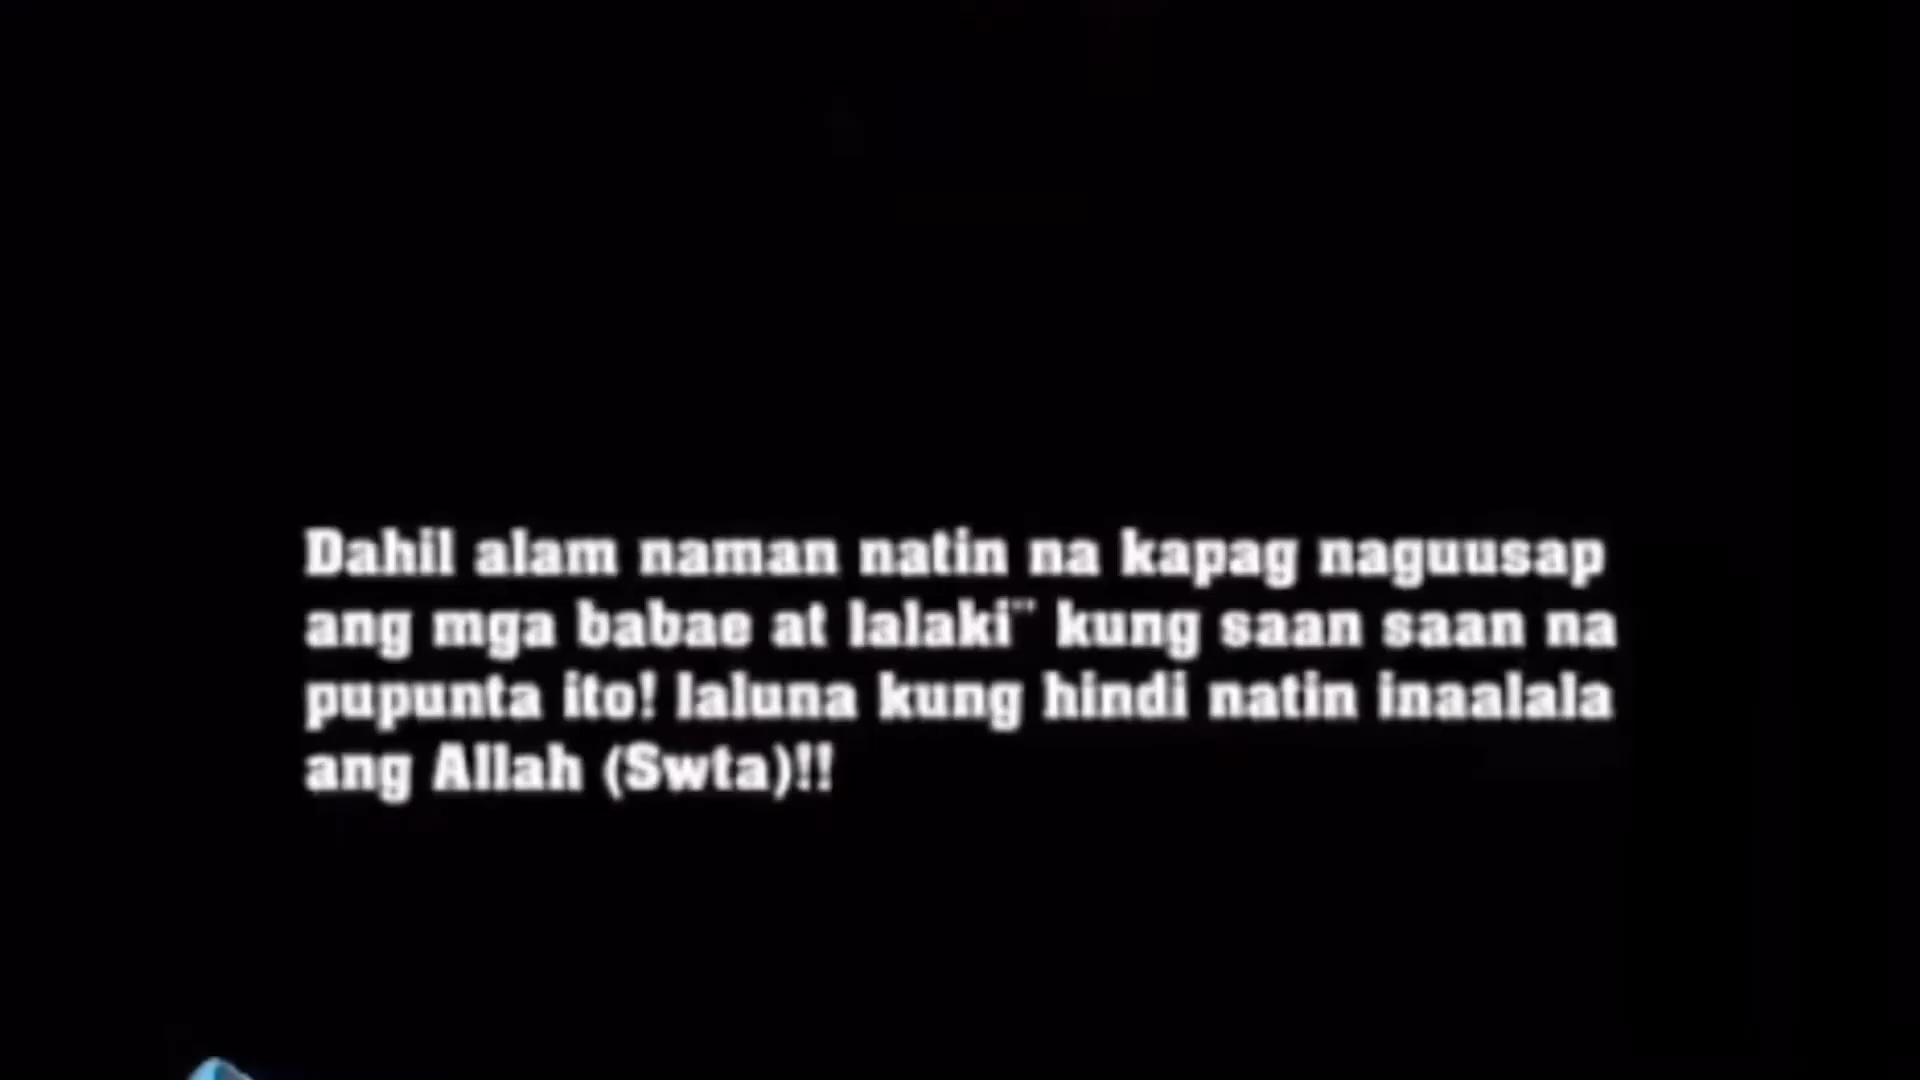 Dahil alam naman natin na kapag naguusap
ang mga babae at lalaki" kung saan saan na
pupunta ito! laluna kung hindi natin inaalala
ang Allah (Swta)!!